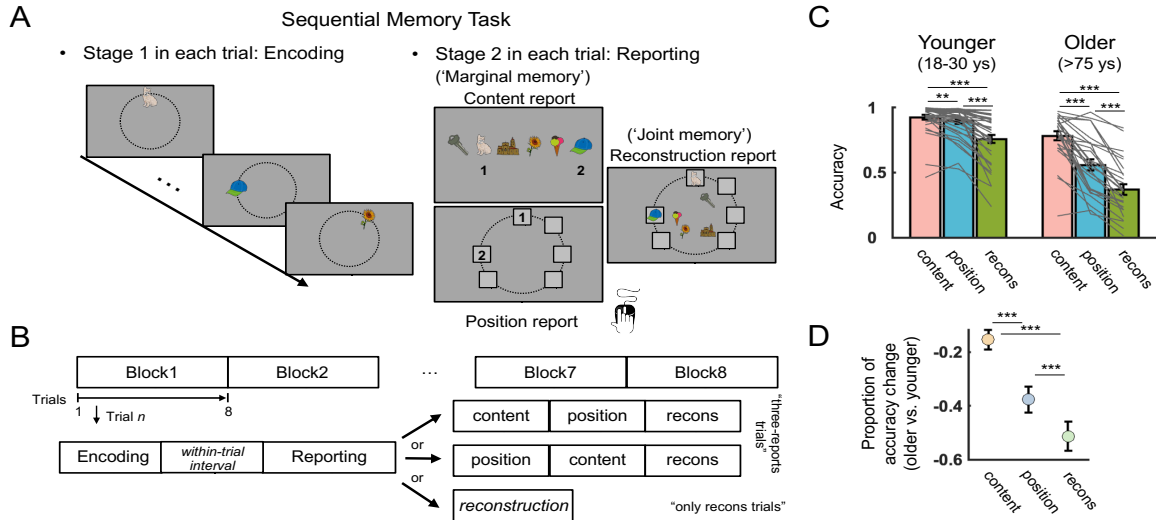 A
Sequential Memory Task
• Stage 1 in each trial: Encoding
• Stage 2 in each trial: Reporting
('Marginal memory')
Content report
1 2
('Joint memory')
Reconstruction report
...
1
2
Position report
B
Block1 Block2 ... Block7 Block8
Trials 1 8
Trial n
Encoding within-trial interval Reporting
or
or
content position recons
position content recons
"three-reports trials"
reconstruction
"only recons trials"
C
Younger
(18-30 ys)
Older
(>75 ys)
***
** ***
***
*** ***
Accuracy
1
0.5
0
content position recons
content position recons
D
***
***
***
Proportion of
accuracy change
(older vs. younger)
-0.2
-0.4
-0.6
content position recons